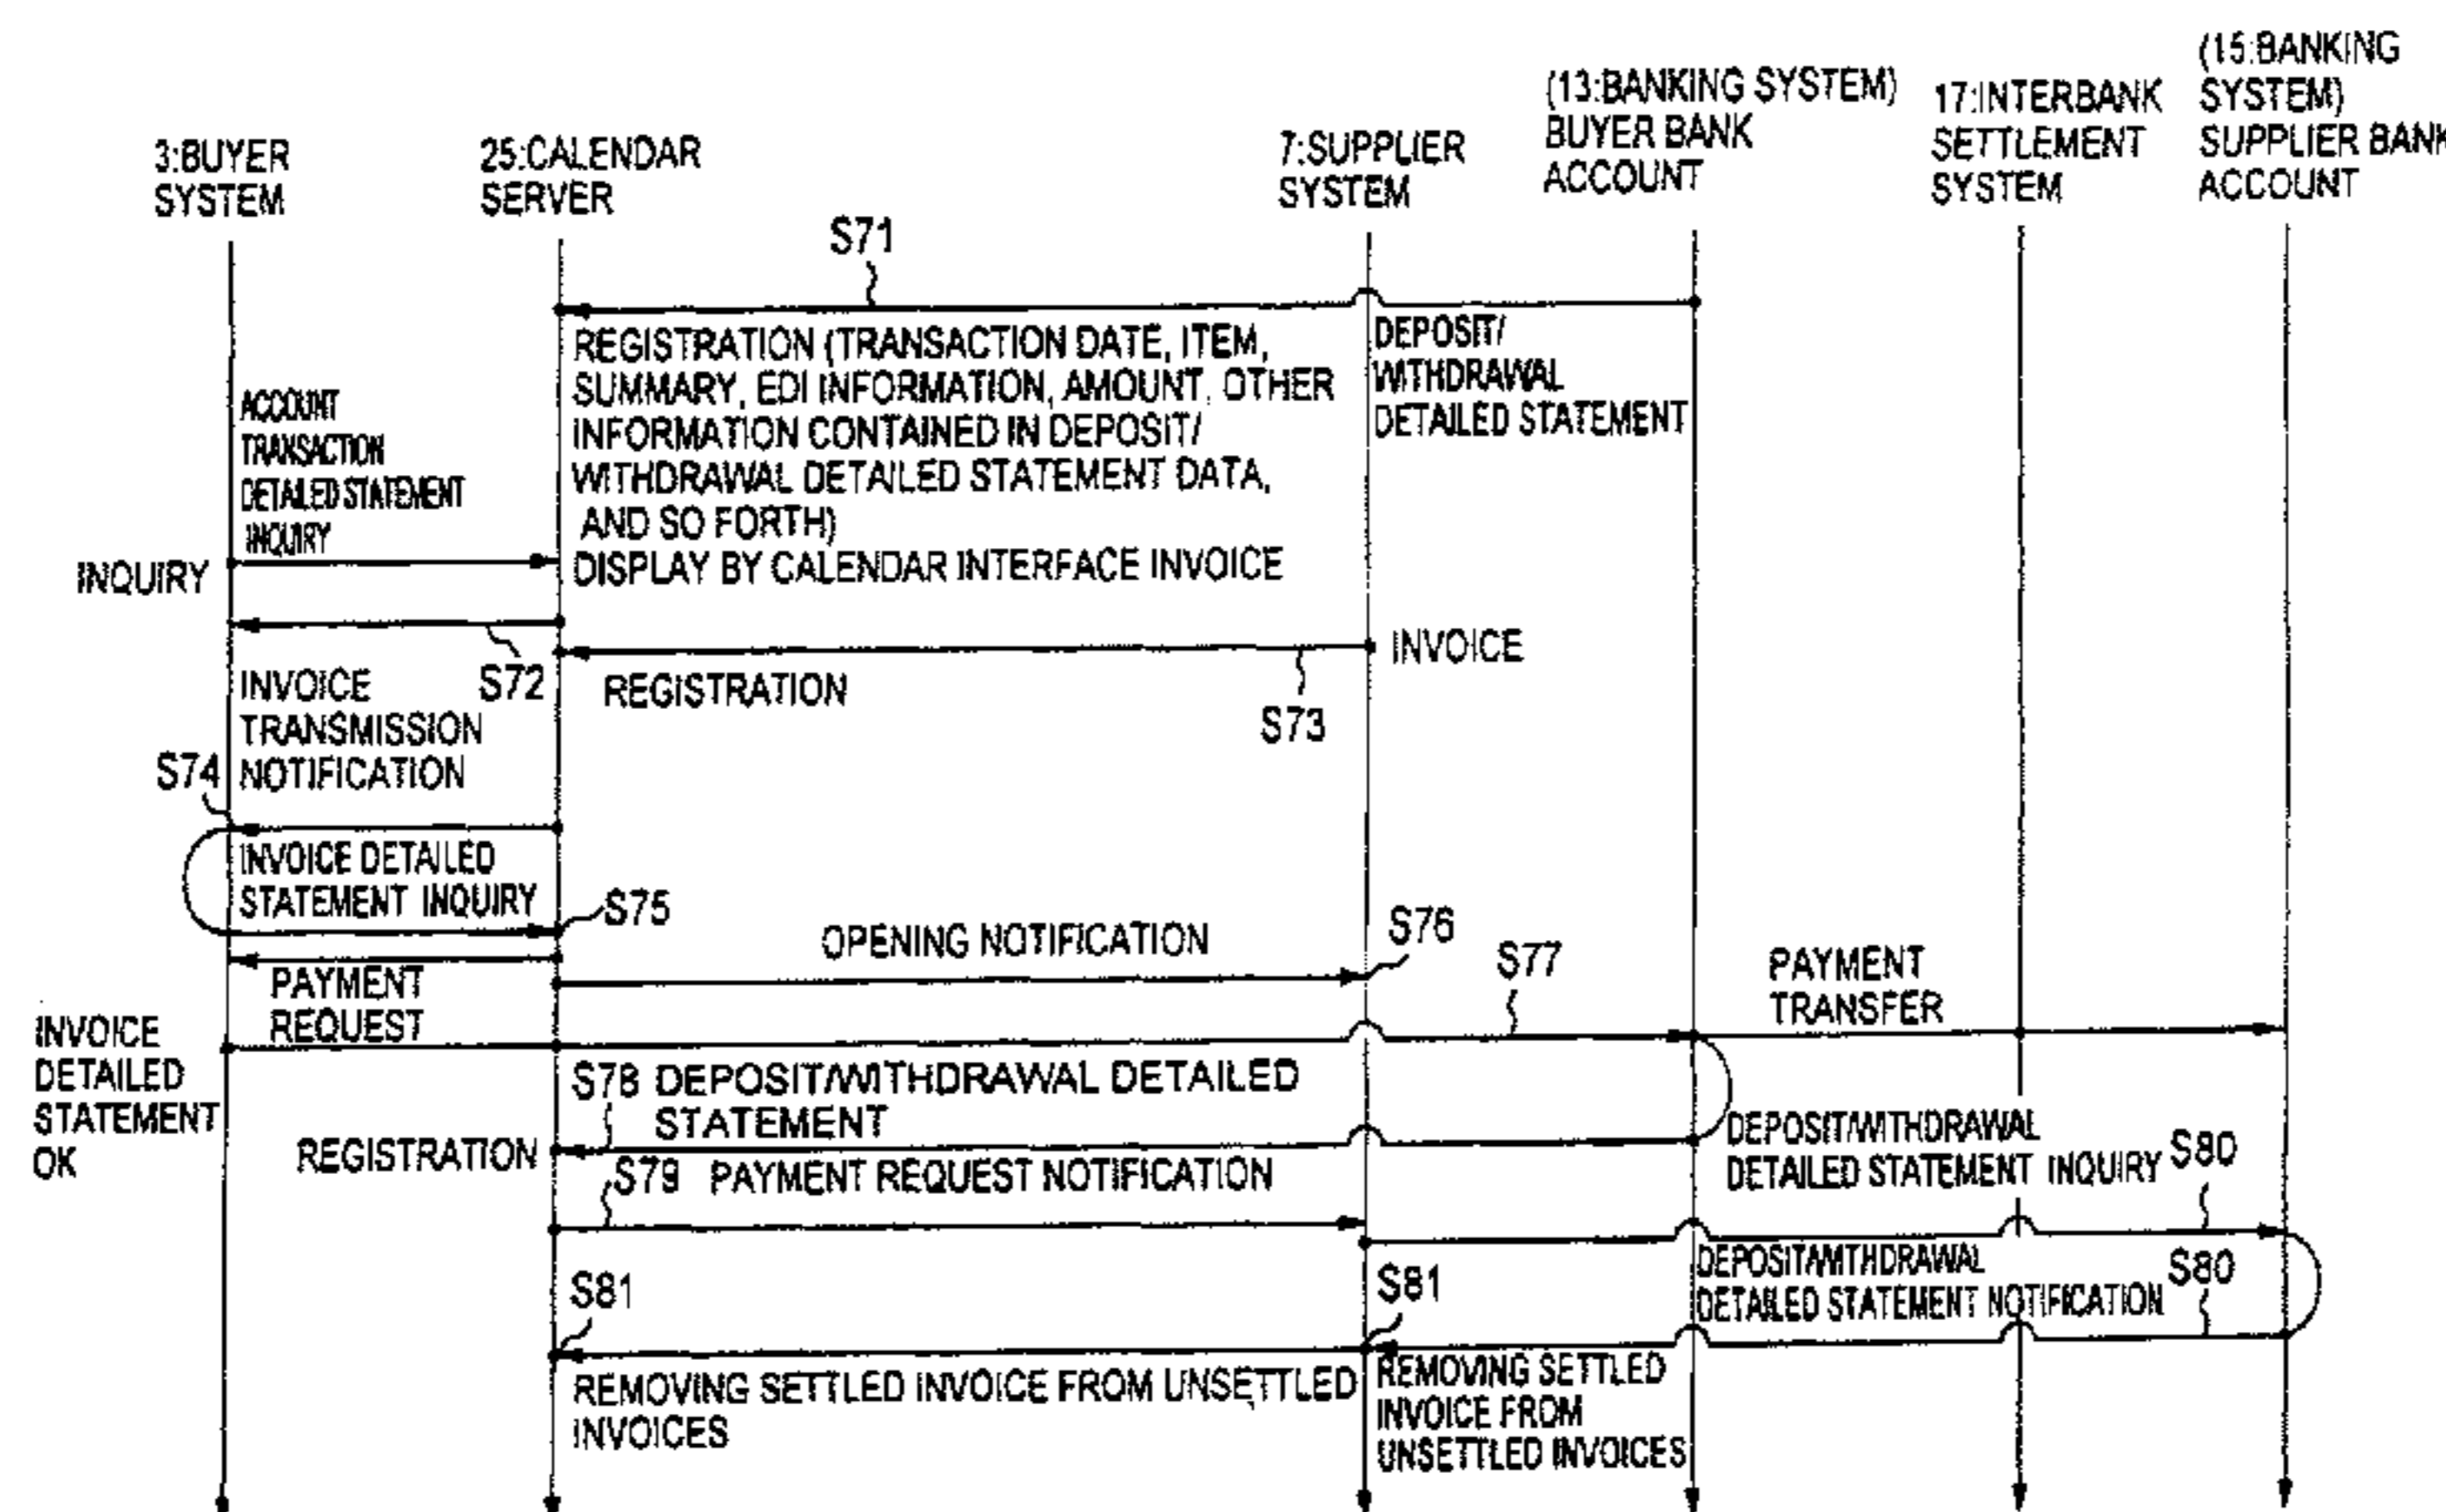 3:BUYER
SYSTEM
25:CALENDAR
SERVER
7:SUPPLIER
SYSTEM
(13:BANKING SYSTEM)
BUYER BANK
ACCOUNT
17:INTERBANK
SETTLEMENT
SYSTEM
(15:BANKING
SYSTEM)
SUPPLIER BANK
ACCOUNT
S71
REGISTRATION (TRANSACTION DATE, ITEM,
SUMMARY, EDI INFORMATION, AMOUNT, OTHER
INFORMATION CONTAINED IN DEPOSIT/
WITHDRAWAL DETAILED STATEMENT DATA,
AND SO FORTH)
DISPLAY BY CALENDAR INTERFACE INVOICE
DEPOSIT/
WITHDRAWAL
DETAILED STATEMENT
ACCOUNT
TRANSACTION
DETAILED STATEMENT
INQUIRY
INQUIRY
S72
INVOICE
REGISTRATION
S73
INVOICE
TRANSMISSION
NOTIFICATION
S74
INVOICE DETAILED
STATEMENT INQUIRY
S75
OPENING NOTIFICATION
S76
PAYMENT
REQUEST
S77
PAYMENT
TRANSFER
INVOICE
DETAILED
STATEMENT
OK
S78 DEPOSIT/WITHDRAWAL DETAILED
STATEMENT
REGISTRATION
DEPOSIT/WITHDRAWAL
DETAILED STATEMENT INQUIRY
S80
S79 PAYMENT REQUEST NOTIFICATION
DEPOSIT/WITHDRAWAL
DETAILED STATEMENT NOTIFICATION
S80
S81
S81
REMOVING SETTLED INVOICE FROM UNSETTLED
INVOICES
REMOVING SETTLED
INVOICE FROM
UNSETTLED INVOICES